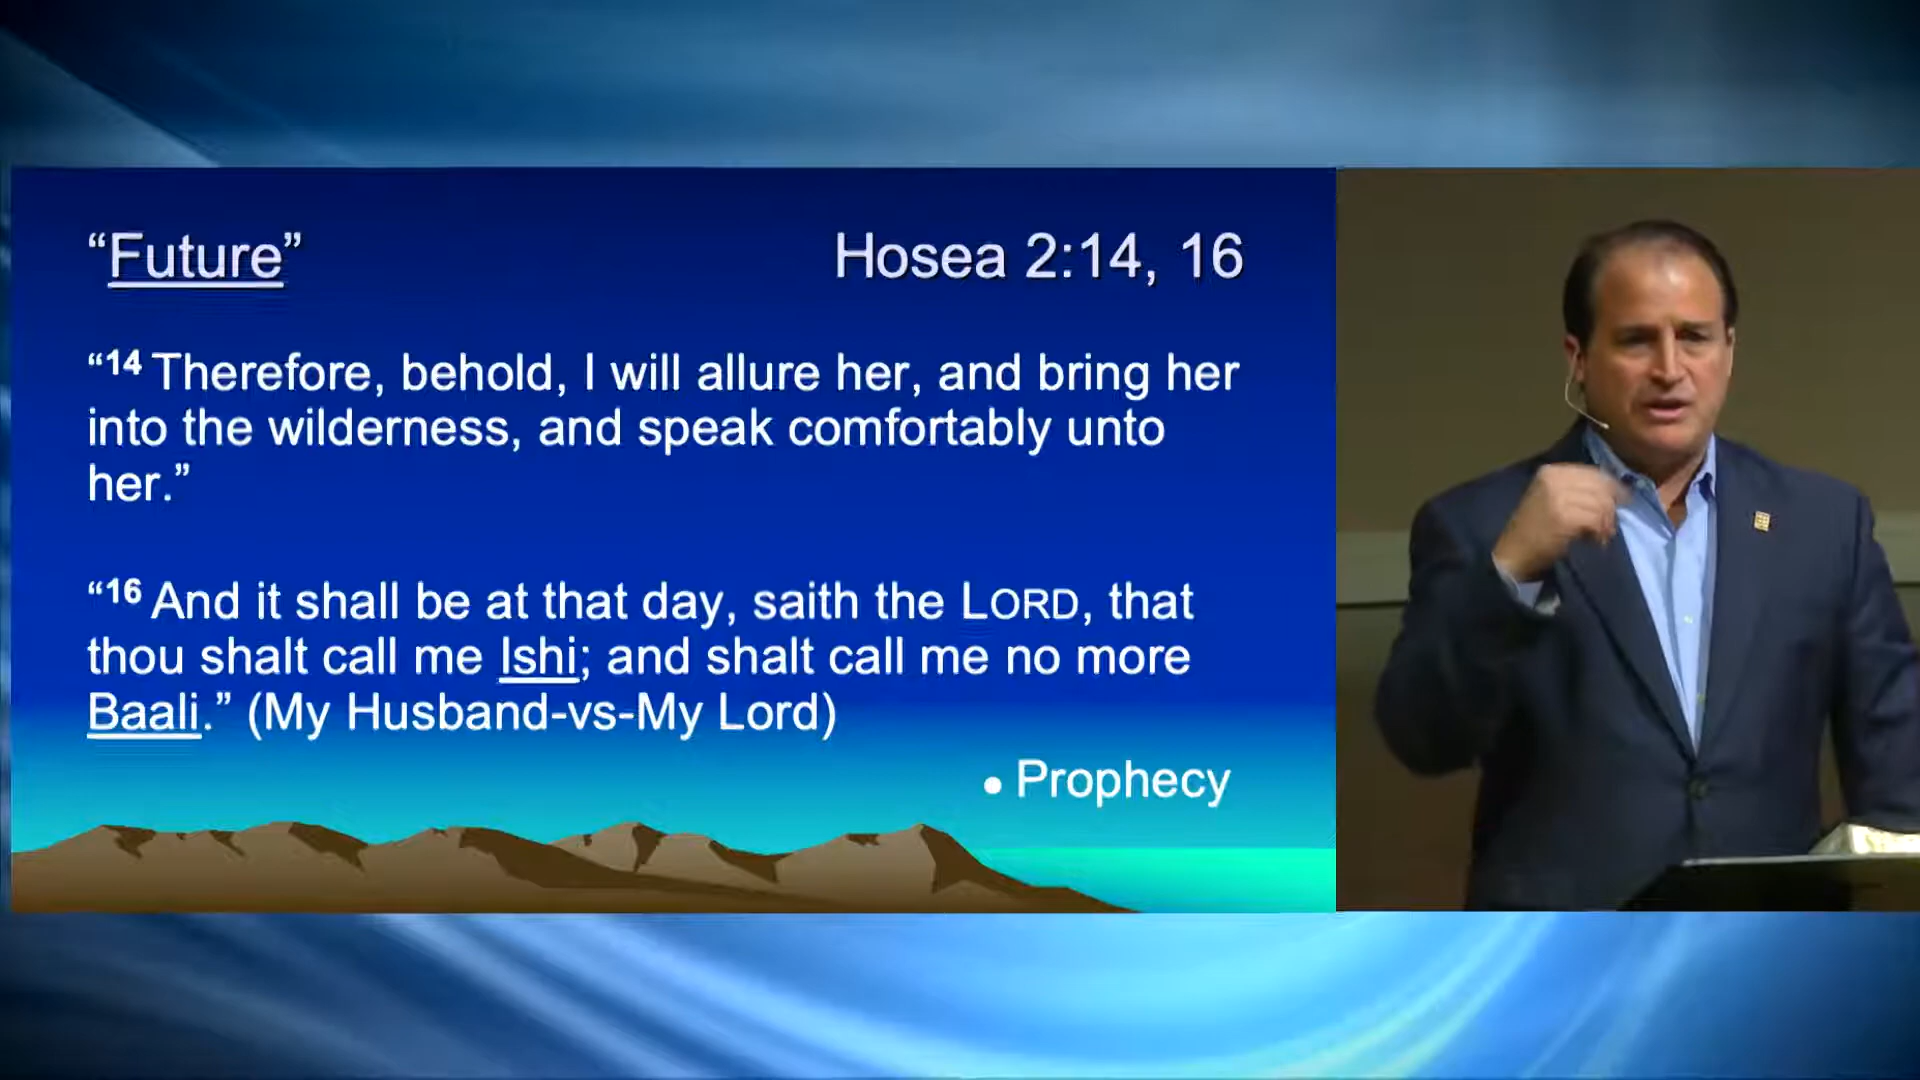 “Future” Hosea 2:14, 16
“14 Therefore, behold, I will allure her, and bring her
into the wilderness, and speak comfortably unto
her.”
“16 And it shall be at that day, saith the LORD, that
thou shalt call me Ishi; and shalt call me no more
Baali.” (My Husband-vs-My Lord)
• Prophecy